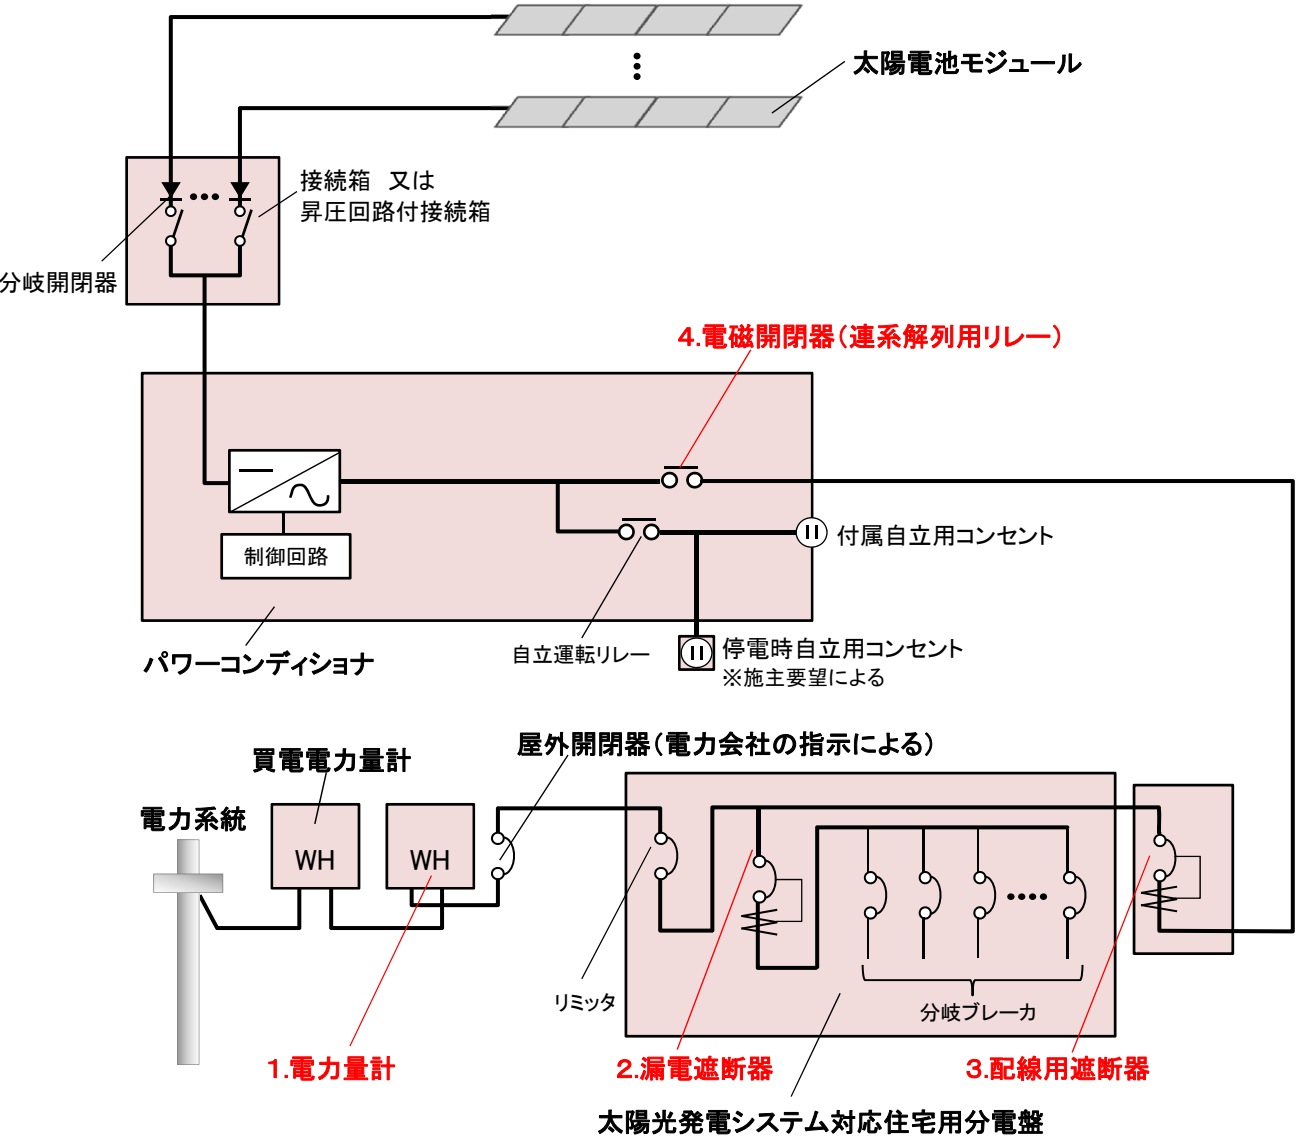 太陽電池モジュール
接続箱　又は
昇圧回路付接続箱
分岐開閉器
4.電磁開閉器(連系解列用リレー)
制御回路
付属自立用コンセント
自立運転リレー
停電時自立用コンセント
※施主要望による
パワーコンディショナ
屋外開閉器(電力会社の指示による)
買電電力量計
電力系統
WH
WH
リミッタ
分岐ブレーカ
1.電力量計
2.漏電遮断器
3.配線用遮断器
太陽光発電システム対応住宅用分電盤